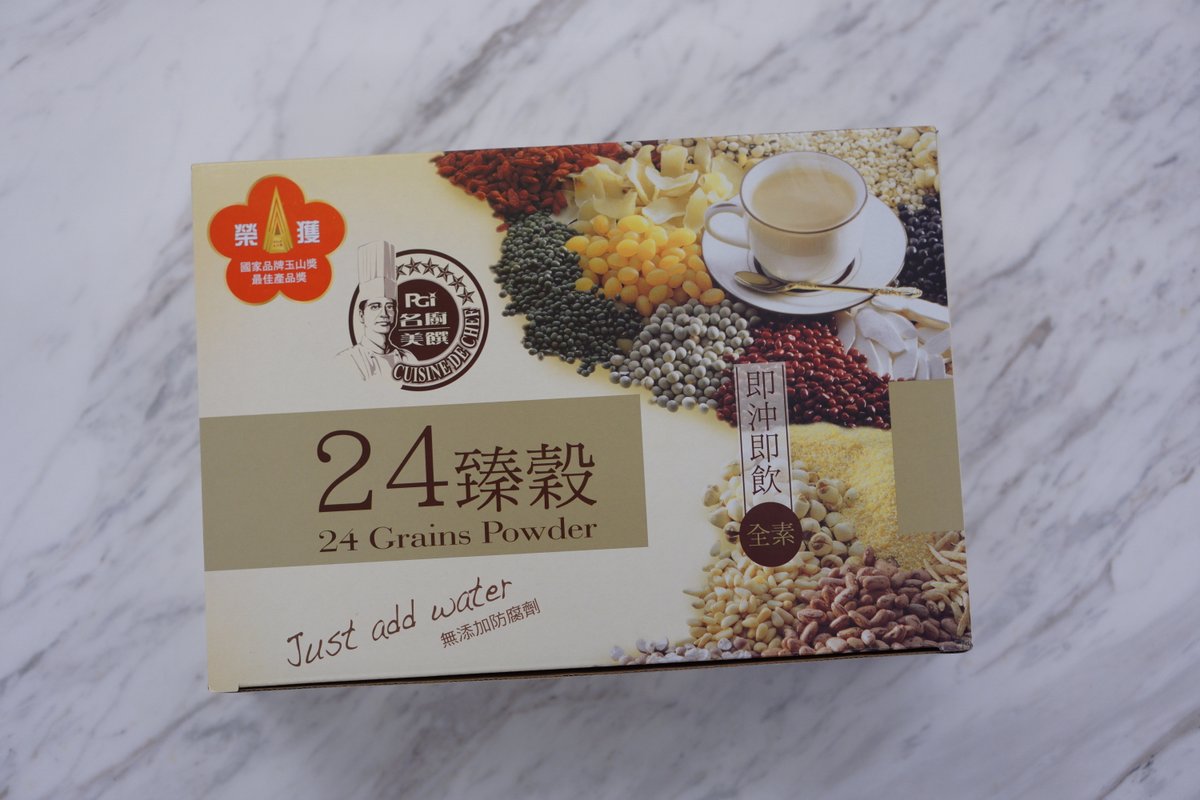 榮獲
國家品牌玉山獎
最佳產品獎
PGi
名廚
美饌
CUISINE DE CHEF
24臻穀
24 Grains Powder
Just add water
無添加防腐劑
即沖即飲
全素